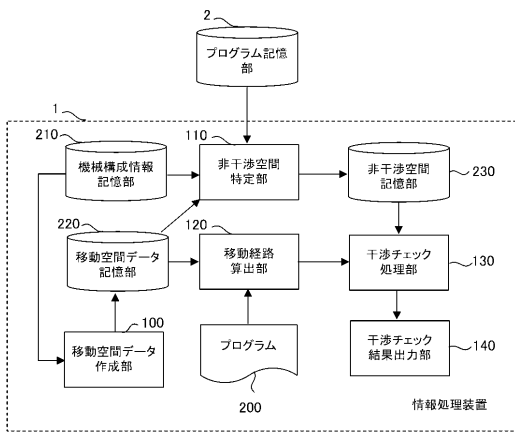 2
プログラム記憶
部
1
210
機械構成情報
記憶部
110
非干渉空間
特定部
非干渉空間
記憶部
230
220
移動空間データ
記憶部
120
移動経路
算出部
干渉チェック
処理部
130
100
移動空間データ
作成部
プログラム
200
干渉チェック
結果出力部
140
情報処理装置